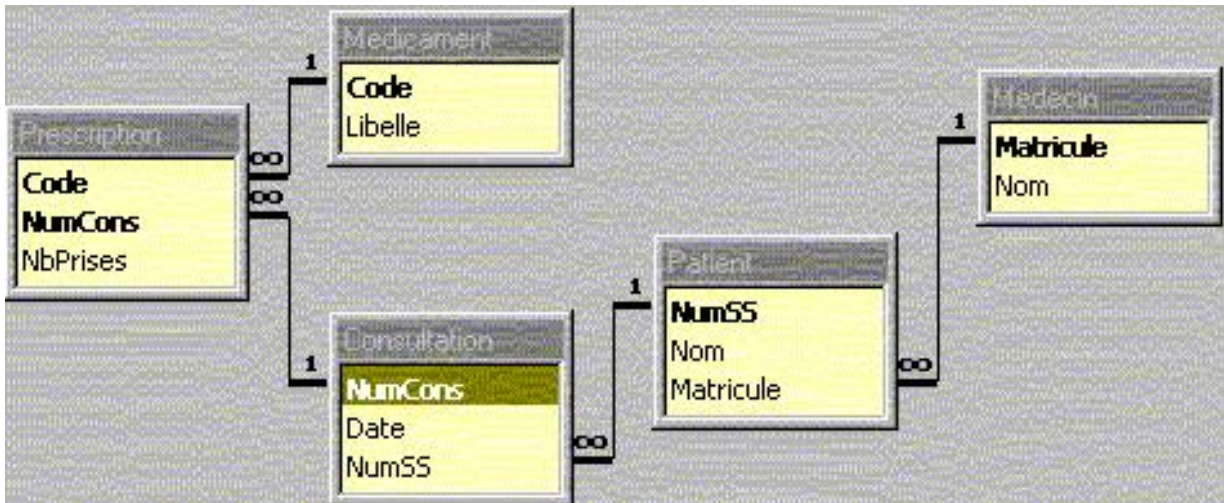 Medicament
Code
Libelle
1
Prescription
Code
NumCons
NbPrises
∞
∞
1
Consultation
NumCons
Date
NumSS
∞
1
Patient
NumSS
Nom
Matricule
∞
1
Medecin
Matricule
Nom